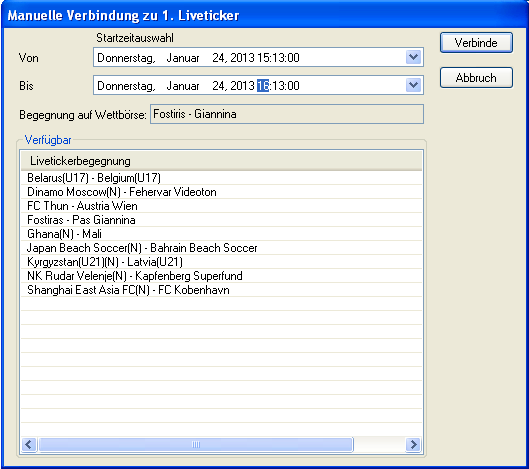 Manuelle Verbindung zu 1. Liveticker
Startzeitauswahl
Von Donnerstag, Januar 24, 2013 15:13:00
Verbinde
Bis Donnerstag, Januar 24, 2013 16:13:00
Abbruch
Begegnung auf Wettbörse: Fostiris - Giannina
Verfügbar
Livetickerbegegnung
Belarus(U17) - Belgium(U17)
Dinamo Moscow(N) - Fehervar Videoton
FC Thun - Austria Wien
Fostiras - Pas Giannina
Ghana(N) - Mali
Japan Beach Soccer(N) - Bahrain Beach Soccer
Kyrgyzstan(U21)(N) - Latvia(U21)
NK Rudar Velenje(N) - Kapfenberg Superfund
Shanghai East Asia FC(N) - FC Kobenhavn